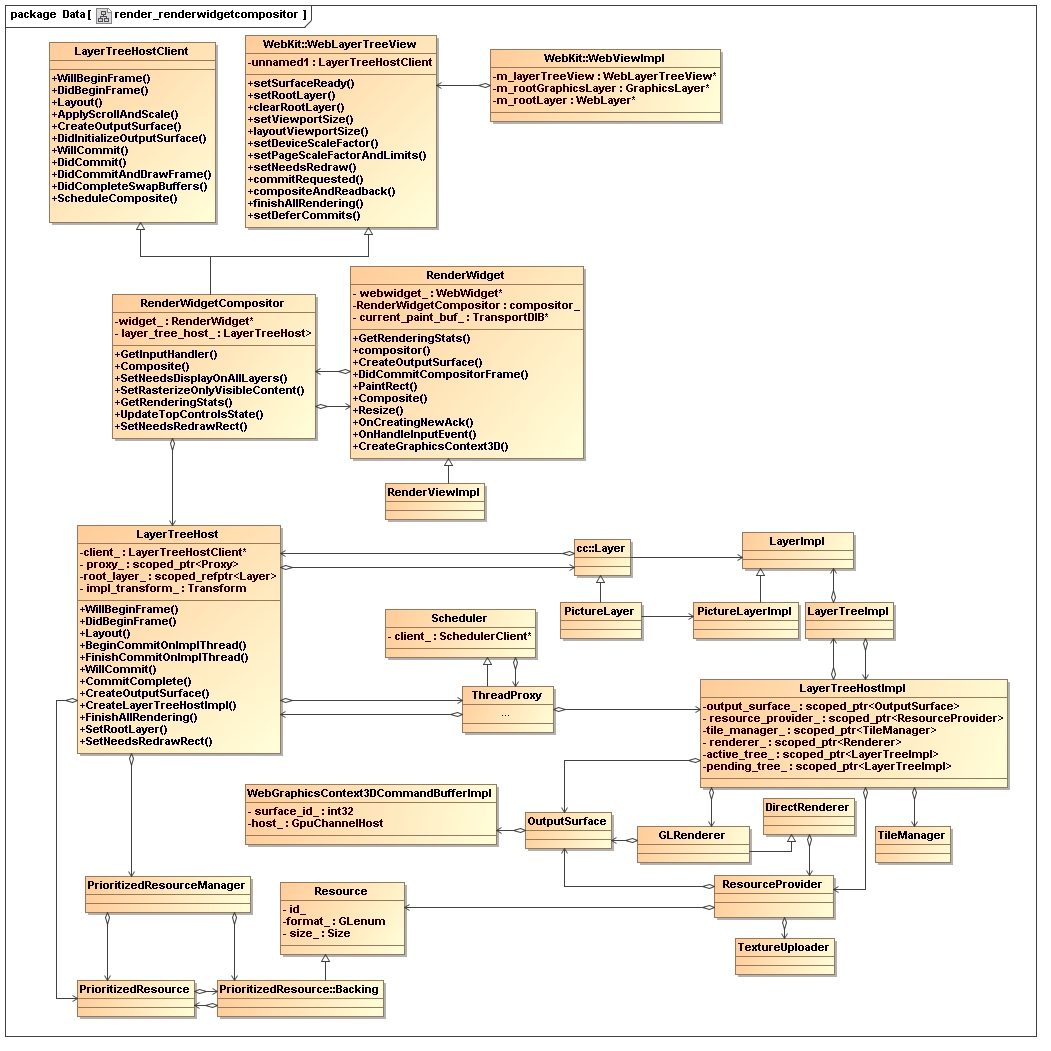 package Data[ render_renderwidgetcompositor ]
LayerTreeHostClient
+WillBeginFrame()
+DidBeginFrame()
+Layout()
+ApplyScrollAndScale()
+CreateOutputSurface()
+DidInitializeOutputSurface()
+WillCommit()
+DidCommit()
+DidCommitAndDrawFrame()
+DidCompleteSwapBuffers()
+ScheduleComposite()
WebKit::WebLayerTreeView
-unnamed1 : LayerTreeHostClient
+setSurfaceReady()
+setRootLayer()
+clearRootLayer()
+setViewportSize()
+layoutViewportSize()
+setDeviceScaleFactor()
+setPageScaleFactorAndLimits()
+setNeedsRedraw()
+commitRequested()
+compositeAndReadback()
+finishAllRendering()
+setDeferCommits()
WebKit::WebViewImpl
-m_layerTreeView : WebLayerTreeView*
-m_rootGraphicsLayer : GraphicsLayer*
-m_rootLayer : WebLayer*
RenderWidgetCompositor
-widget_ : RenderWidget*
- layer_tree_host_ : LayerTreeHost>
+GetInputHandler()
+Composite()
+SetNeedsDisplayOnAllLayers()
+SetRasterizeOnlyVisibleContent()
+GetRenderingStats()
+UpdateTopControlsState()
+SetNeedsRedrawRect()
RenderWidget
- webwidget_ : WebWidget*
-RenderWidgetCompositor : compositor_
- current_paint_buf_ : TransportDIB*
+GetRenderingStats()
+compositor()
+CreateOutputSurface()
+DidCommitCompositorFrame()
+PaintRect()
+Composite()
+Resize()
+OnCreatingNewAck()
+OnHandleInputEvent()
+CreateGraphicsContext3D()
RenderViewImpl
LayerTreeHost
-client_ : LayerTreeHostClient*
- proxy_ : scoped_ptr<Proxy>
-root_layer_ : scoped_refptr<Layer>
- impl_transform_ : Transform
+WillBeginFrame()
+DidBeginFrame()
+Layout()
+BeginCommitOnImplThread()
+FinishCommitOnImplThread()
+WillCommit()
+CommitComplete()
+CreateOutputSurface()
+CreateLayerTreeHostImpl()
+FinishAllRendering()
+SetRootLayer()
+SetNeedsRedrawRect()
cc::Layer
LayerImpl
PictureLayer
PictureLayerImpl
LayerTreeImpl
Scheduler
- client_ : SchedulerClient*
ThreadProxy
...
LayerTreeHostImpl
-output_surface_ : scoped_ptr<OutputSurface>
- resource_provider_ : scoped_ptr<ResourceProvider>
-tile_manager_ : scoped_ptr<TileManager>
- renderer_ : scoped_ptr<Renderer>
-active_tree_ : scoped_ptr<LayerTreeImpl>
-pending_tree_ : scoped_ptr<LayerTreeImpl>
WebGraphicsContext3DCommandBufferImpl
- surface_id_ : int32
-host_ : GpuChannelHost
OutputSurface
GLRenderer
DirectRenderer
TileManager
PrioritizedResourceManager
Resource
- id_
-format_ : GLenum
- size_ : Size
ResourceProvider
TextureUploader
PrioritizedResource
PrioritizedResource::Backing